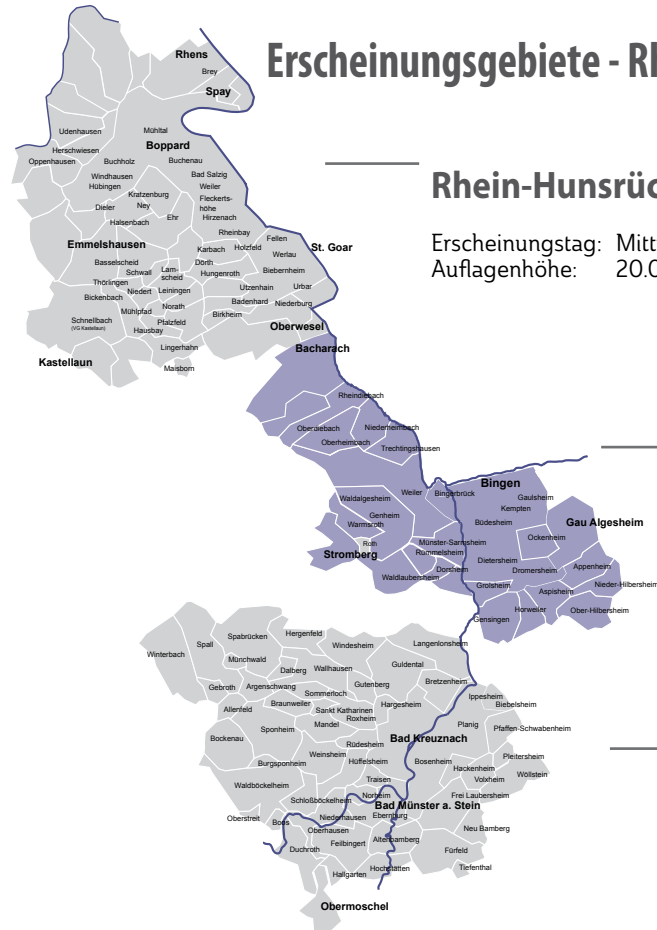 Erscheinungsgebiete - Rh
Rhein-Hunsrüc
Erscheinungstag: Mitt
Auflagenhöhe: 20.0
Rhens
Brey
Spay
Udenhausen
Mühltal
Herschwiesen
Boppard
Oppenhausen
Buchholz
Buchenau
Windhausen
Bad Salzig
Hübingen
Weiler
Kratzenburg
Fleckerts-
höhe
Dieler
Ney
Ehr
Hirzenach
Halsenbach
Rheinbay
Fellen
Emmelshausen
Karbach
Holzfeld
Werlau
St. Goar
Basselscheid
Dörth
Schwall
Lam-
scheid
Hungenroth
Biebernheim
Thörlingen
Niedert
Leiningen
Utzenhain
Urbar
Bickenbach
Norath
Badenhard
Niederburg
Mühlpfad
Birkheim
Schnellbach
(VG Kastellaun)
Pfalzfeld
Hausbay
Oberwesel
Lingerhahn
Bacharach
Kastellaun
Maisborn
Rheindiebach
Oberdiebach
Niederheimbach
Oberheimbach
Trechtingshausen
Bingen
Waldalgesheim
Weiler
Bingerbrück
Gaulsheim
Kempten
Genheim
Büdesheim
Gau Algesheim
Warmsroth
Ockenheim
Roth
Münster-Sarmsheim
Stromberg
Rümmelsheim
Dietersheim
Appenheim
Dorsheim
Dromersheim
Waldlaubersheim
Grolsheim
Aspisheim
Nieder-Hilbersheim
Horweiler
Ober-Hilbersheim
Gensingen
Winterbach
Spall
Spabrücken
Hergenfeld
Windesheim
Langenlonsheim
Münchwald
Dalberg
Wallhausen
Guldental
Gebroth
Argenschwang
Sommerloch
Gutenberg
Bretzenheim
Allenfeld
Braunweiler
Sankt Katharinen
Hargesheim
Ippesheim
Biebelsheim
Roxheim
Mandel
Sponheim
Planig
Pfaffen-Schwabenheim
Bockenau
Rüdesheim
Bad Kreuznach
Weinsheim
Hüffelsheim
Bosenheim
Pleitersheim
Burgsponheim
Hackenheim
Volxheim
Wöllstein
Traisen
Waldböckelheim
Norheim
Frei Laubersheim
Schloßböckelheim
Bad Münster a. Stein
Oberstreit
Boos
Niederhausen
Ebernburg
Oberhausen
Neu Bamberg
Duchroth
Feilbingert
Altenbamberg
Fürfeld
Hallgarten
Hochstätten
Tiefenthal
Obermoschel